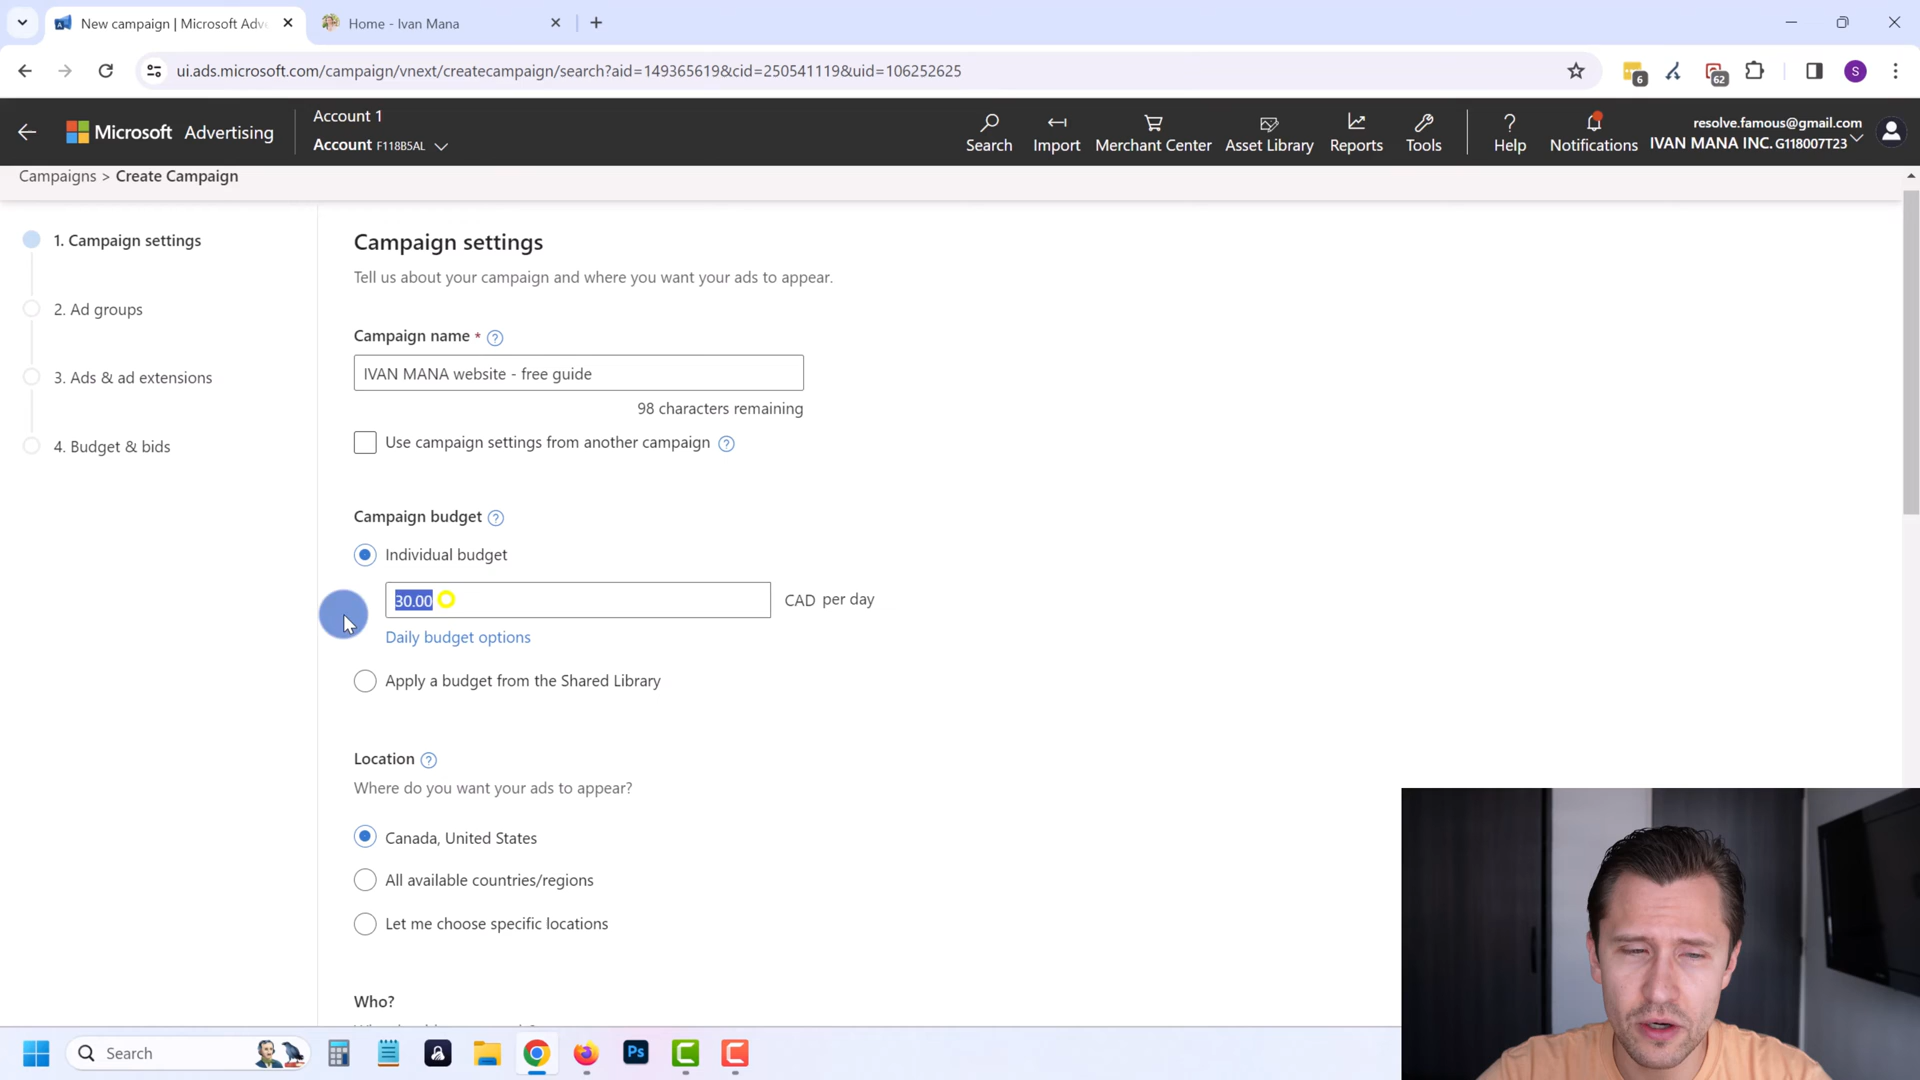 New campaign | Microsoft Adve
Home - Ivan Mana
ui.ads.microsoft.com/campaign/vnext/createcampaign/search?aid=149365619&cid=250541119&uid=106252625
6
62
S
Microsoft Advertising
Account 1
Account F118B5AL
Search
Import
Merchant Center
Asset Library
Reports
Tools
Help
Notifications
resolve.famous@gmail.com
IVAN MANA INC. G118007T23
Campaigns > Create Campaign
1. Campaign settings
2. Ad groups
3. Ads & ad extensions
4. Budget & bids
Campaign settings
Tell us about your campaign and where you want your ads to appear.
Campaign name *
IVAN MANA website - free guide
98 characters remaining
Use campaign settings from another campaign
Campaign budget
Individual budget
30.00
CAD per day
Daily budget options
Apply a budget from the Shared Library
Location
Where do you want your ads to appear?
Canada, United States
All available countries/regions
Let me choose specific locations
Who?
Search
Ps